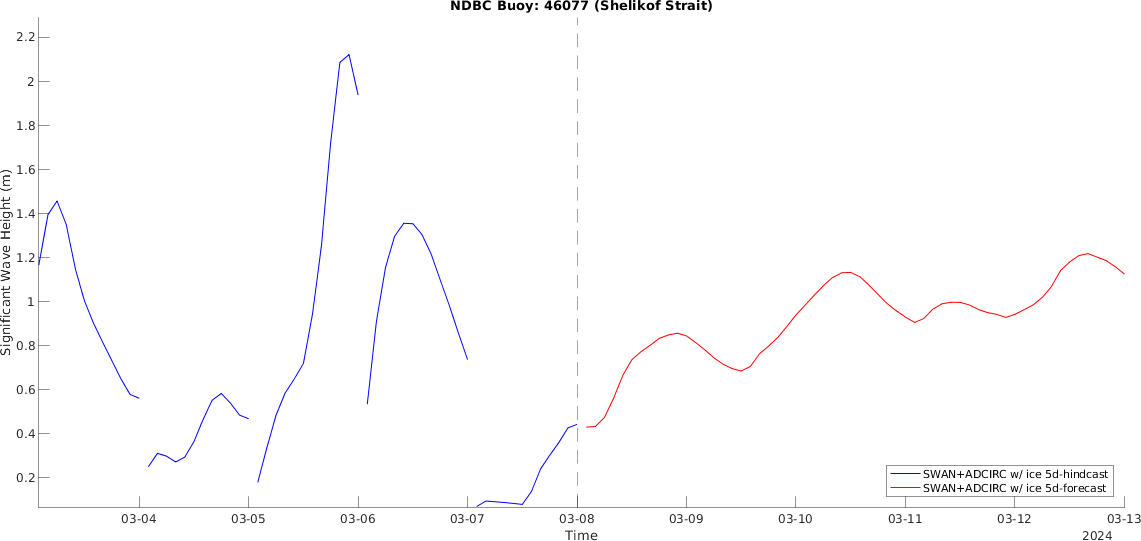 NDBC Buoy: 46077 (Shelikof Strait)
Significant Wave Height (m)
2.2
2
1.8
1.6
1.4
1.2
1
0.8
0.6
0.4
0.2
SWAN+ADCIRC w/ ice 5d-hindcast
SWAN+ADCIRC w/ ice 5d-forecast
03-04 03-05 03-06 03-07 03-08 03-09 03-10 03-11 03-12 03-13
Time
2024